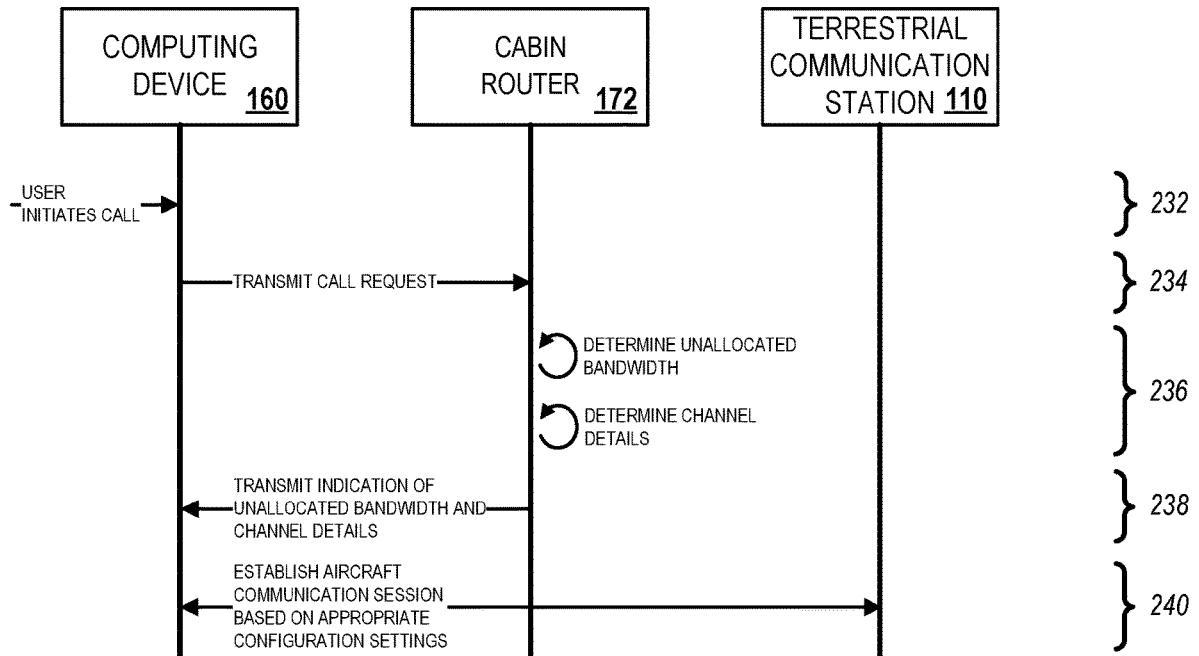 COMPUTING
DEVICE 160
CABIN
ROUTER 172
TERRESTRIAL
COMMUNICATION
STATION 110
USER
INITIATES CALL
232
TRANSMIT CALL REQUEST
234
DETERMINE UNALLOCATED
BANDWIDTH
DETERMINE CHANNEL
DETAILS
236
TRANSMIT INDICATION OF
UNALLOCATED BANDWIDTH AND
CHANNEL DETAILS
238
ESTABLISH AIRCRAFT
COMMUNICATION SESSION
BASED ON APPROPRIATE
CONFIGURATION SETTINGS
240